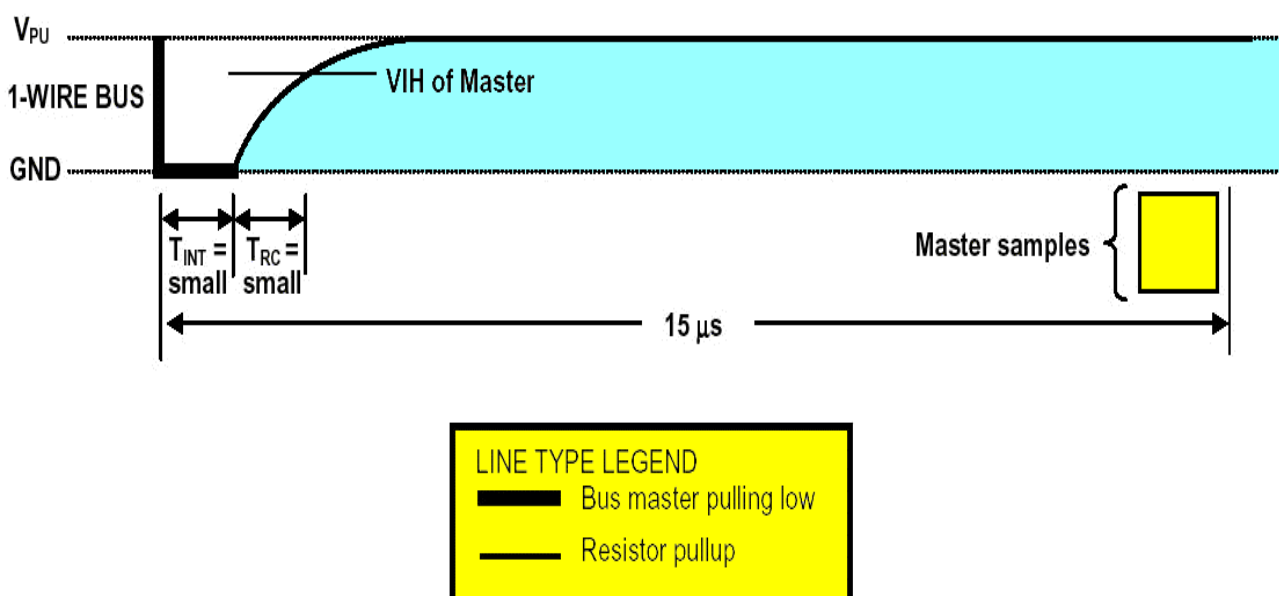 VPU
1-WIRE BUS
VIH of Master
GND
TINT =
small
TRC =
small
Master samples
15 μs
LINE TYPE LEGEND
Bus master pulling low
Resistor pullup